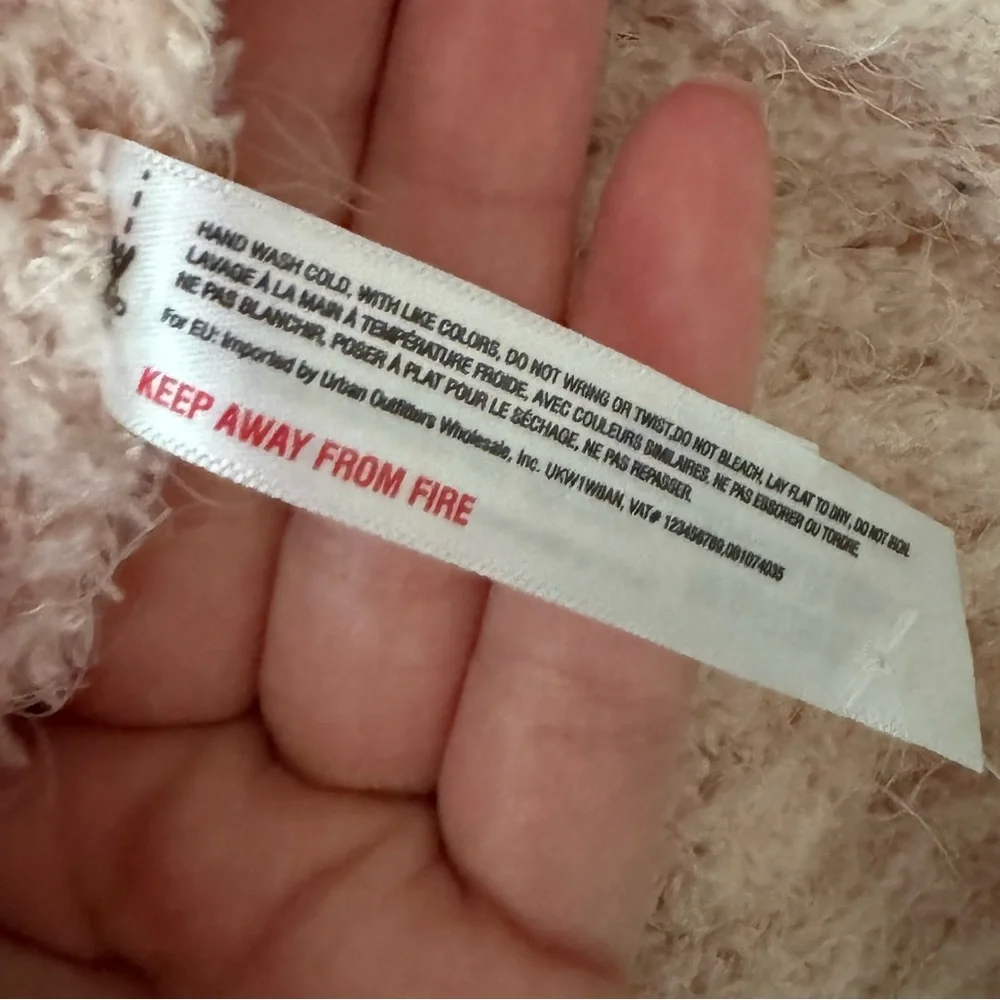 HAND WASH COLD, WITH LIKE COLORS, DO NOT WRING OR TWIST,DO NOT BLEACH, LAY FLAT TO DRY, DO NOT IRON.
LAVAGE À LA MAIN À TEMPÉRATURE FROIDE, AVEC COULEURS SIMILAIRES, NE PAS ESSORER OU TORDRE,
NE PAS BLANCHIR, POSER À PLAT POUR LE SÉCHAGE, NE PAS REPASSER.
For EU: Imported by Urban Outfitters Wholesale, Inc. UKW1W8AN, VAT# 123456789,001074035
KEEP AWAY FROM FIRE